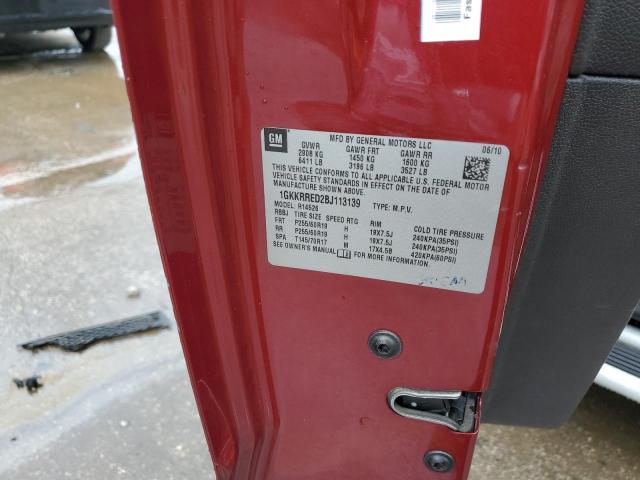 Fas
GM
MFD BY GENERAL MOTORS LLC
06/10
GVWR GAWR FRT GAWR RR
2908 KG 1450 KG 1600 KG
6411 LB 3196 LB 3527 LB
THIS VEHICLE CONFORMS TO ALL APPLICABLE U.S. FEDERAL MOTOR
VEHICLE SAFETY STANDARDS IN EFFECT ON THE DATE OF
MANUFACTURE SHOWN ABOVE.
1GKKRRED2BJ113139 TYPE: M.P.V.
MODEL: R14526
RBBJ TIRE SIZE SPEED RTG RIM COLD TIRE PRESSURE
FRT P255/60R19 H 19X7.5J 240KPA(35PSI)
RR P255/60R19 H 19X7.5J 240KPA(35PSI)
SPA T145/70R17 M 17X4.5B 420KPA(60PSI)
SEE OWNER'S MANUAL FOR MORE INFORMATION.